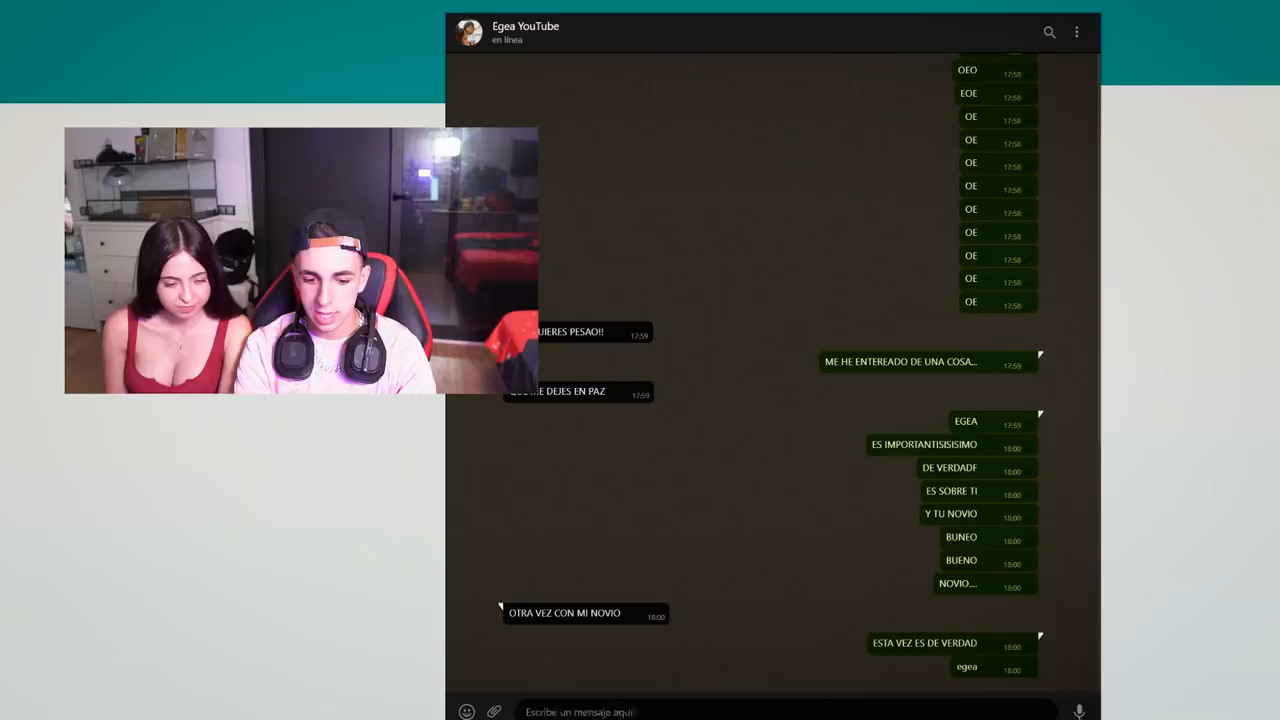 Egea YouTube
en línea
OEO
17:58
EOE
17:58
OE
17:58
OE
17:58
OE
17:58
OE
17:58
OE
17:58
OE
17:58
OE
17:58
OE
17:58
OE
17:58
UIERES PESAO!! 17:59
ME HE ENTEREADO DE UNA COSA... 17:59
ME DEJES EN PAZ 17:59
EGEA 17:59
ES IMPORTANTISISISIMO 18:00
DE VERDADF 18:00
ES SOBRE TI 18:00
Y TU NOVIO 18:00
BUNEO 18:00
BUENO 18:00
NOVIO.... 18:00
OTRA VEZ CON MI NOVIO 18:00
ESTA VEZ ES DE VERDAD 18:00
egea 18:00
Escribe un mensaje aquí